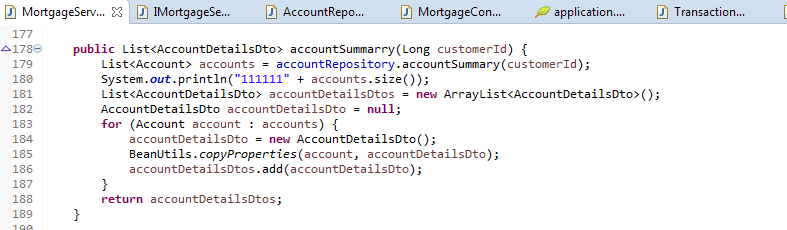 MortgageServ... IMortgageSe... AccountRepo... MortgageCon... application.... Transaction...
177
178 public List<AccountDetailsDto> accountSummarry(Long customerId) {
179 List<Account> accounts = accountRepository.accountSummary(customerId);
180 System.out.println("111111" + accounts.size());
181 List<AccountDetailsDto> accountDetailsDtos = new ArrayList<AccountDetailsDto>();
182 AccountDetailsDto accountDetailsDto = null;
183 for (Account account : accounts) {
184 accountDetailsDto = new AccountDetailsDto();
185 BeanUtils.copyProperties(account, accountDetailsDto);
186 accountDetailsDtos.add(accountDetailsDto);
187 }
188 return accountDetailsDtos;
189 }
190